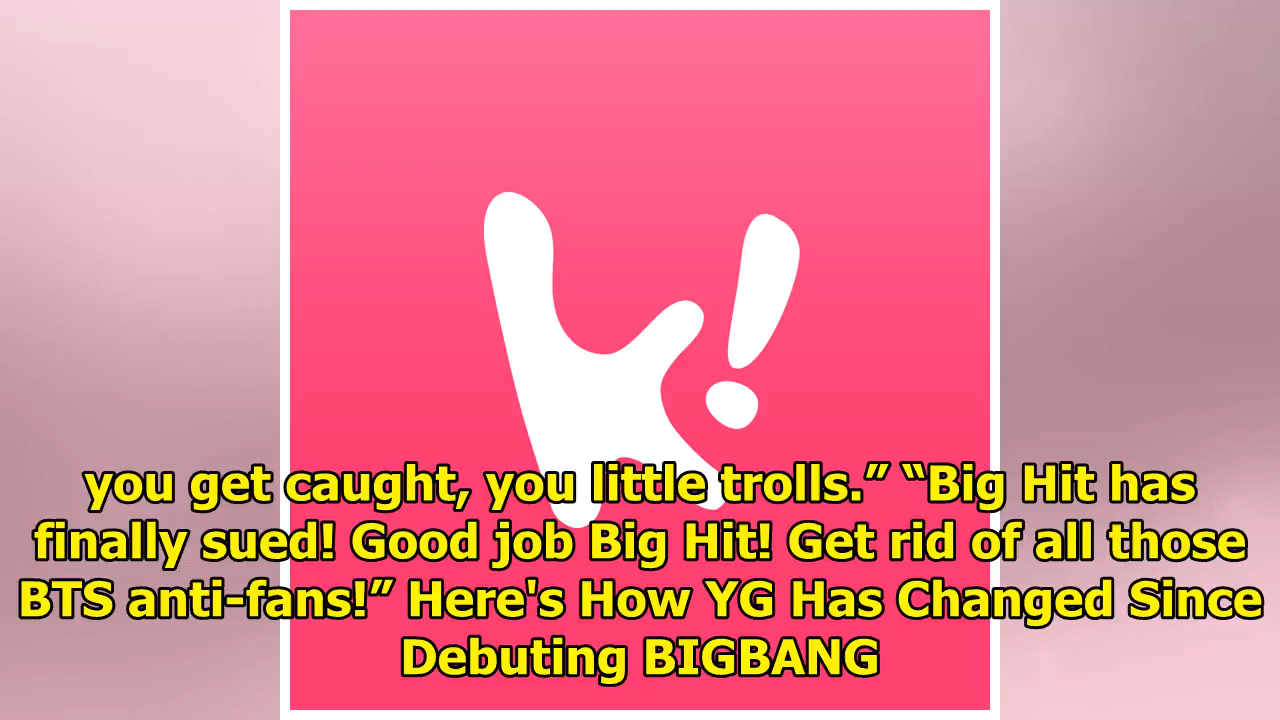 k!
you get caught, you little trolls.” “Big Hit has
finally sued! Good job Big Hit! Get rid of all those
BTS anti-fans!” Here's How YG Has Changed Since
Debuting BIGBANG